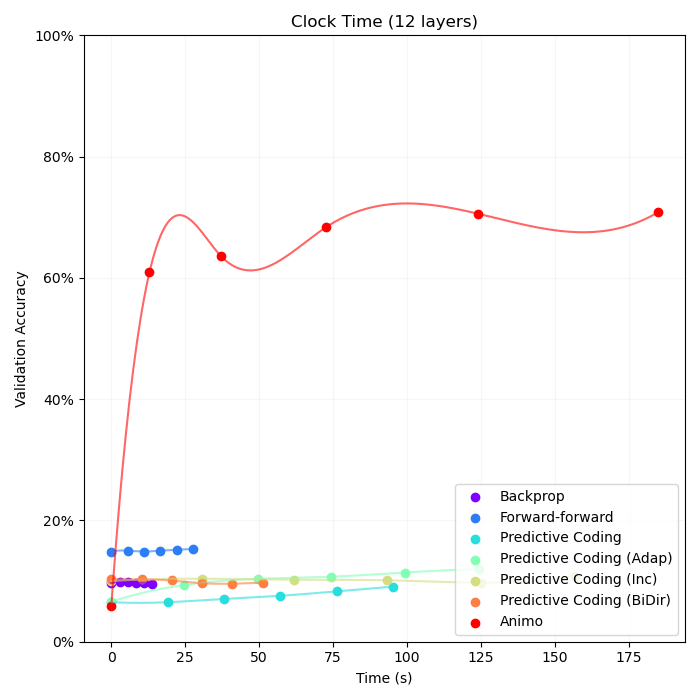 Clock Time (12 layers)
100%
80%
60%
40%
20%
0%
Validation Accuracy
Backprop
Forward-forward
Predictive Coding
Predictive Coding (Adap)
Predictive Coding (Inc)
Predictive Coding (BiDir)
Animo
0 25 50 75 100 125 150 175
Time (s)